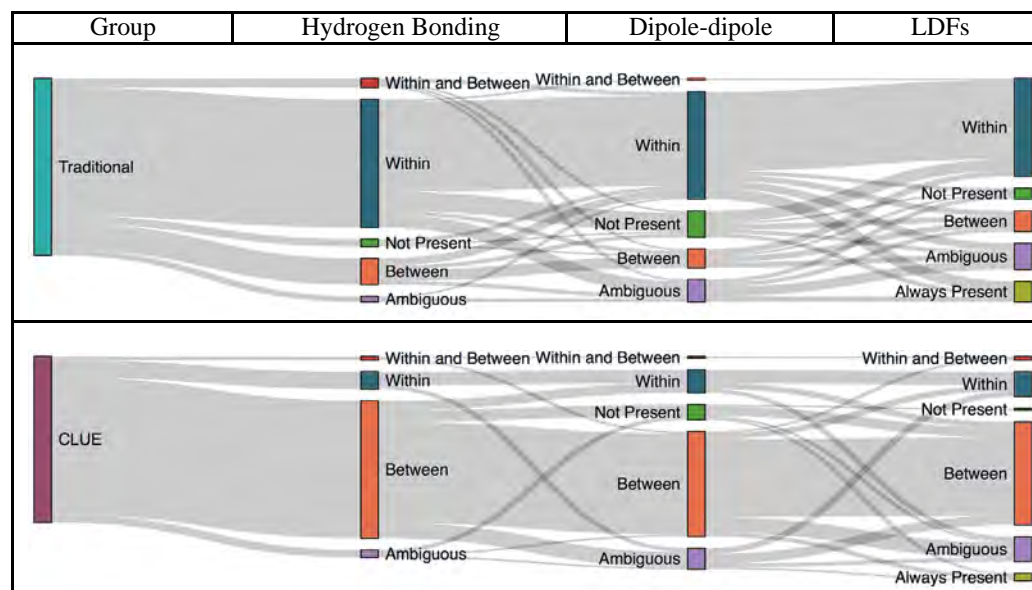 Group Hydrogen Bonding Dipole-dipole LDFs
Within and Between Within and Between
Within Within Within
Traditional
Not Present Not Present
Between
Not Present Between
Between Ambiguous
Ambiguous Ambiguous Always Present
Within and Between Within and Between Within and Between
Within Within Within
Not Present Not Present
CLUE
Between Between Between
Ambiguous Ambiguous Ambiguous
Always Present